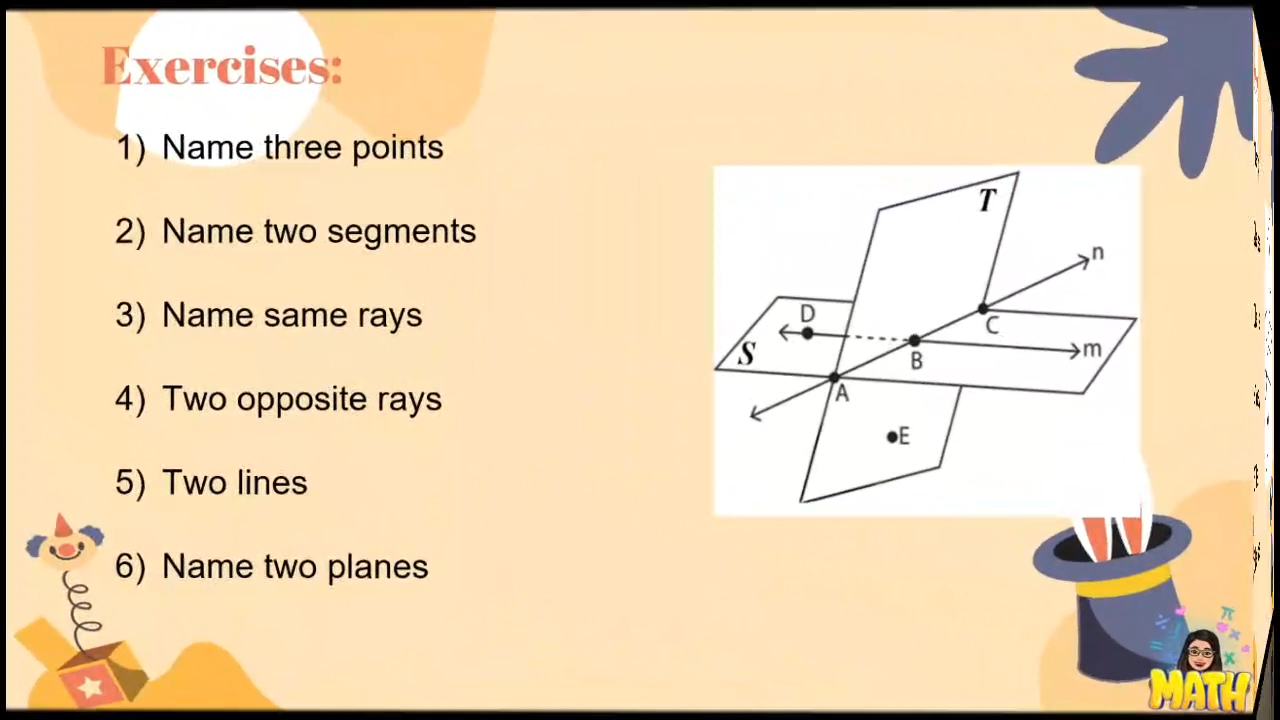 Exercises:
1) Name three points
2) Name two segments
3) Name same rays
4) Two opposite rays
5) Two lines
6) Name two planes
T
n
D
C
S
B
m
A
E
÷ π
=
×
MATH